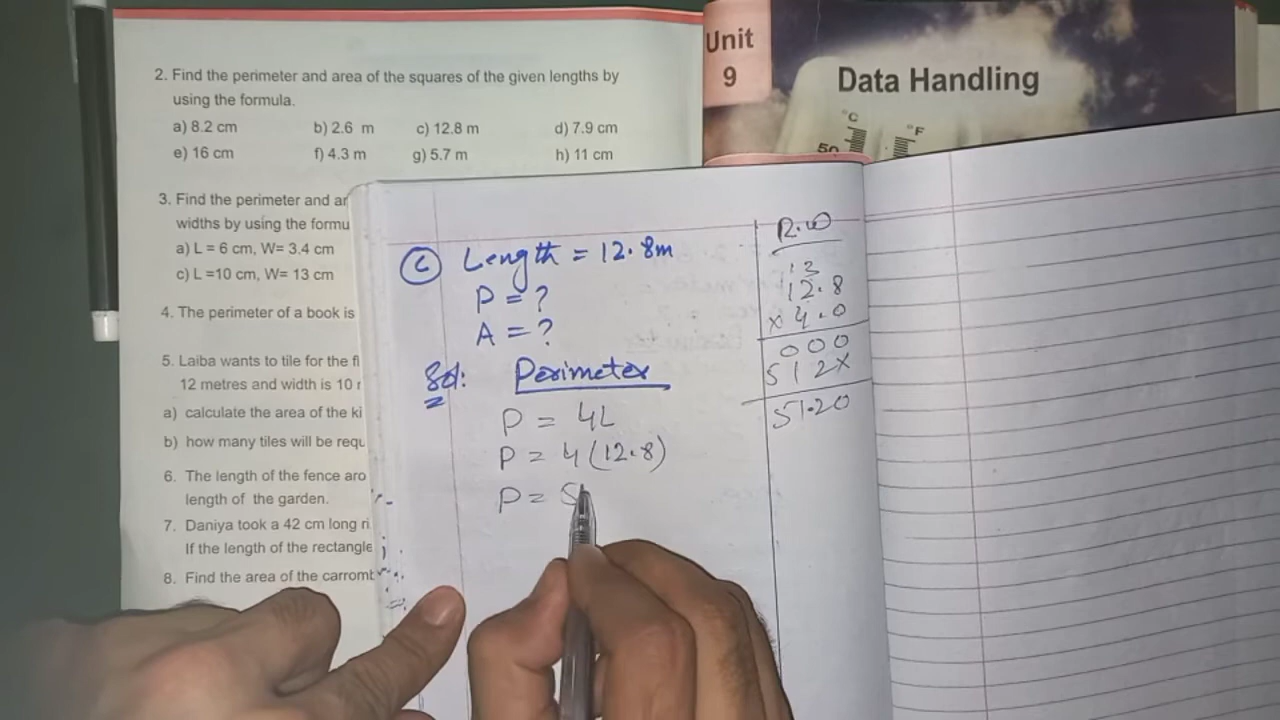 2. Find the perimeter and area of the squares of the given lengths by
using the formula.
a) 8.2 cm b) 2.6 m c) 12.8 m d) 7.9 cm
e) 16 cm f) 4.3 m g) 5.7 m h) 11 cm
3. Find the perimeter and ar
widths by using the formu
a) L = 6 cm, W= 3.4 cm
c) L =10 cm, W= 13 cm
4. The perimeter of a book is
5. Laiba wants to tile for the fl
12 metres and width is 10 r
a) calculate the area of the ki
b) how many tiles will be requ
6. The length of the fence aro
length of the garden.
7. Daniya took a 42 cm long ri
If the length of the rectangle
8. Find the area of the carromb
Unit
9
Data Handling
°C
°F
50
c Length = 12.8m
P = ?
A = ?
Sol: Perimeter
P = 4L
P = 4(12.8)
P = 5
R.W
13
12.8
x 4.0
000
512x
51.20